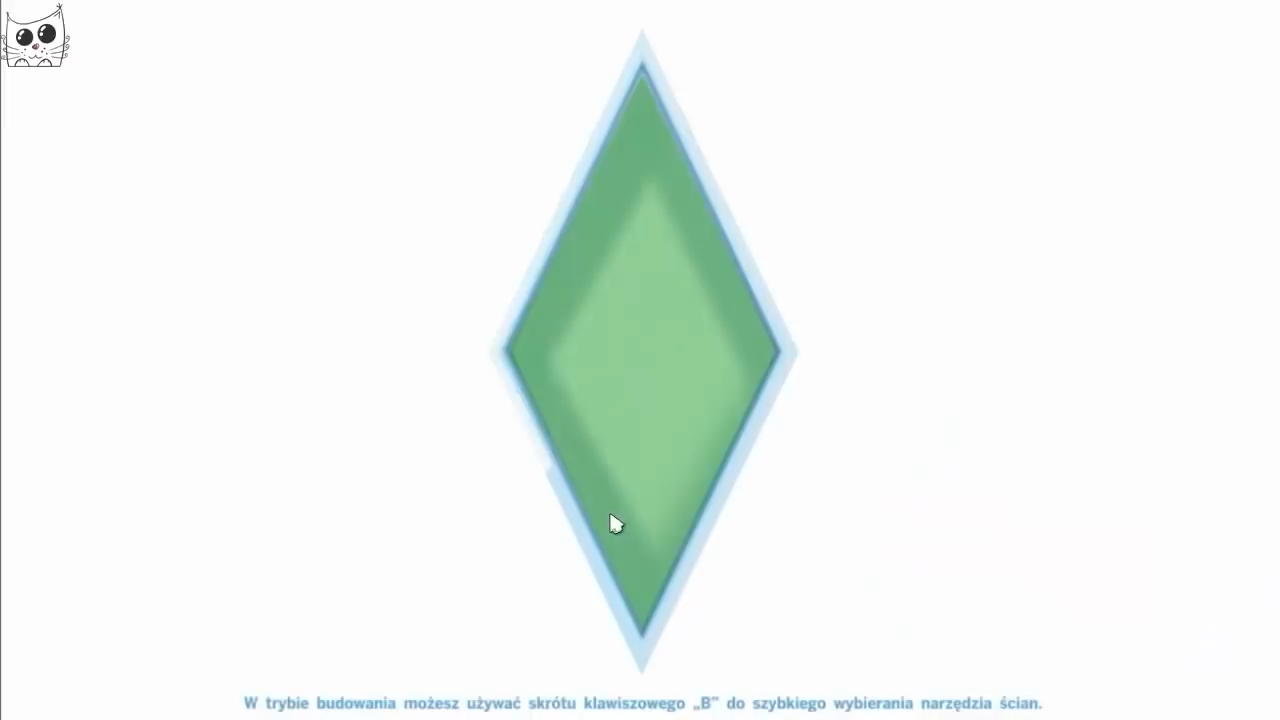 W trybie budowania możesz używać skrótu klawiszowego „B” do szybkiego wybierania narzędzia ścian.